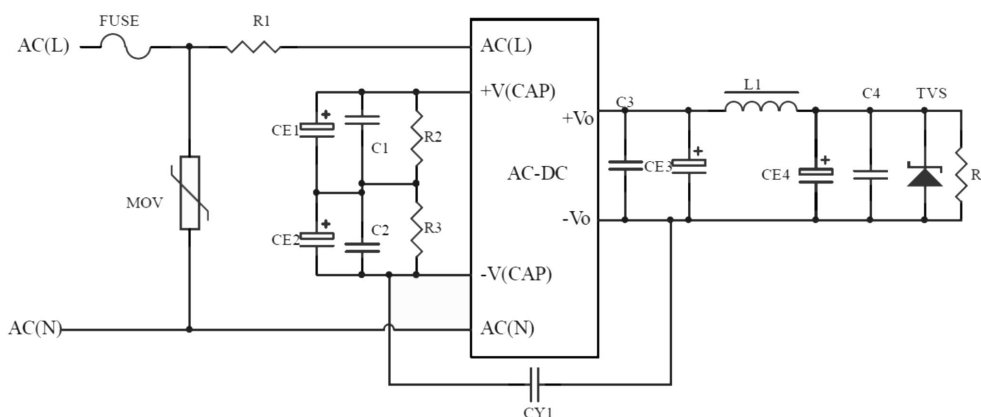 FUSE
R1
AC(L)
AC(L)
+V(CAP)
CE1
+
C1
R2
C3
L1
C4
TVS
+Vo
MOV
AC-DC
CE3
+
CE4
+
R
CE2
+
C2
R3
-Vo
-V(CAP)
AC(N)
AC(N)
CY1